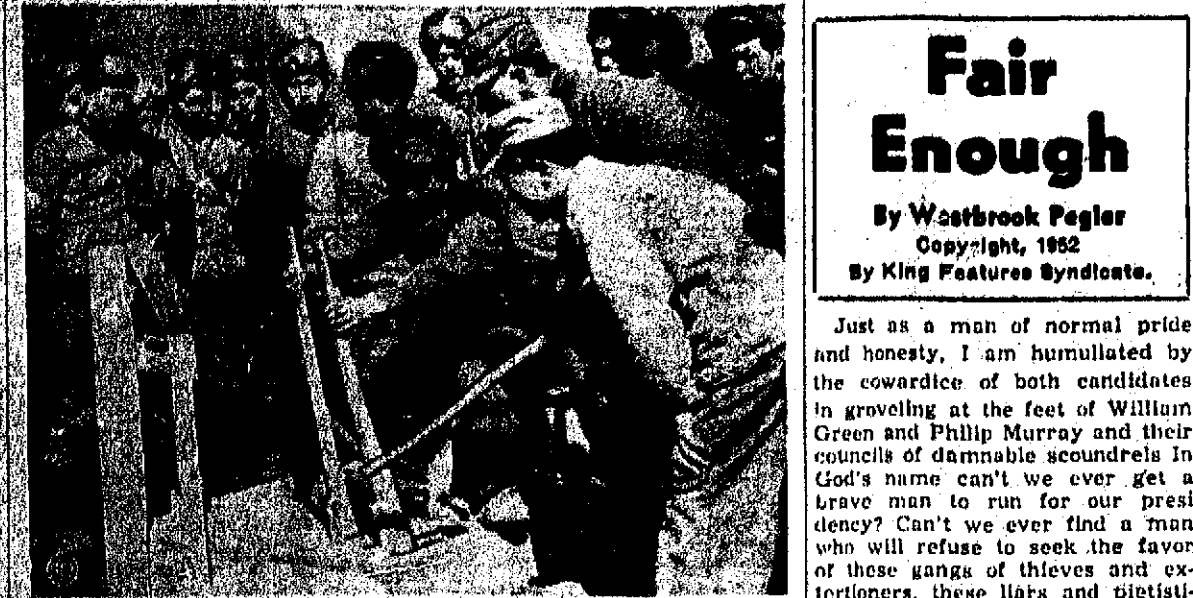 Fair
Enough
By Westbrook Pegler
Copyright, 1952
By King Features Syndicate.
Just as a man of normal pride
and honesty, I am humuliated by
the cowardice of both candidates
in groveling at the feet of William
Green and Philip Murray and their
councils of damnable scoundrels In
God's name can't we ever get a
brave man to run for our presi
dency? Can't we ever find a man
who will refuse to seek the favor
of these gangs of thieves and ex-
tortioners, these liars and pietisti-